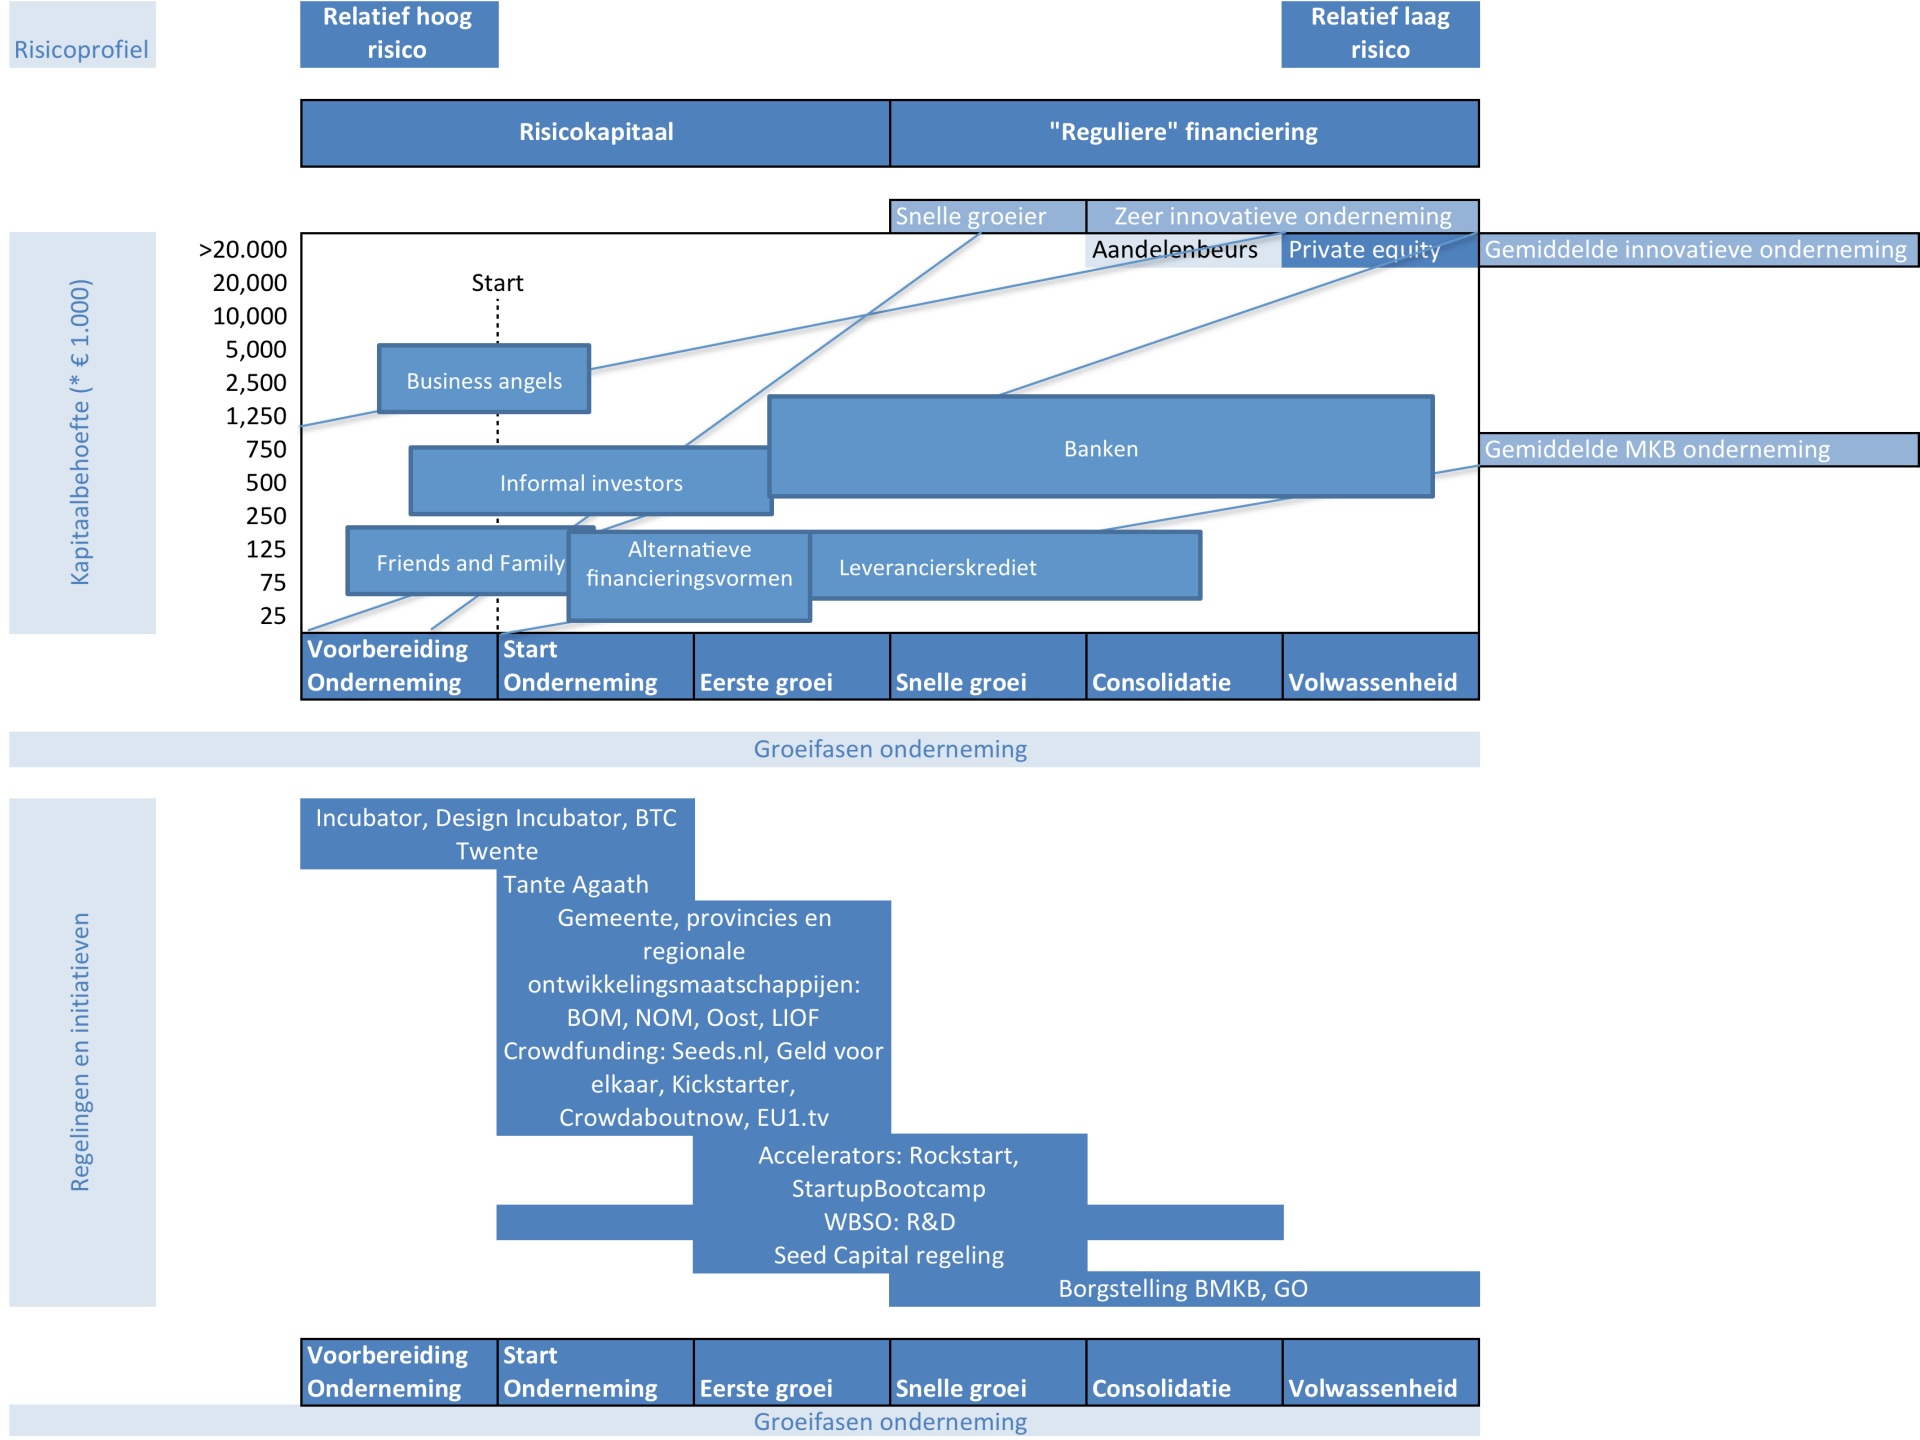 Relatief hoog
risico
Relatief laag
risico
Risicoprofiel
Risicokapitaal
"Reguliere" financiering
Snelle groeier
Zeer innovatieve onderneming
Kapitaalbehoefte (* € 1.000)
>20.000
Aandelenbeurs
Private equity
Gemiddelde innovatieve onderneming
20,000
Start
10,000
5,000
2,500
Business angels
1,250
750
Banken
Gemiddelde MKB onderneming
500
Informal investors
250
125
Alternatieve
financieringsvormen
Friends and Family
Leverancierskrediet
75
25
Voorbereiding
Onderneming
Start
Onderneming
Eerste groei
Snelle groei
Consolidatie
Volwassenheid
Groeifasen onderneming
Regelingen en initiatieven
Incubator, Design Incubator, BTC
Twente
Tante Agaath
Gemeente, provincies en
regionale
ontwikkelingsmaatschappijen:
BOM, NOM, Oost, LIOF
Crowdfunding: Seeds.nl, Geld voor
elkaar, Kickstarter,
Crowdaboutnow, EU1.tv
Accelerators: Rockstart,
StartupBootcamp
WBSO: R&D
Seed Capital regeling
Borgstelling BMKB, GO
Voorbereiding
Onderneming
Start
Onderneming
Eerste groei
Snelle groei
Consolidatie
Volwassenheid
Groeifasen onderneming